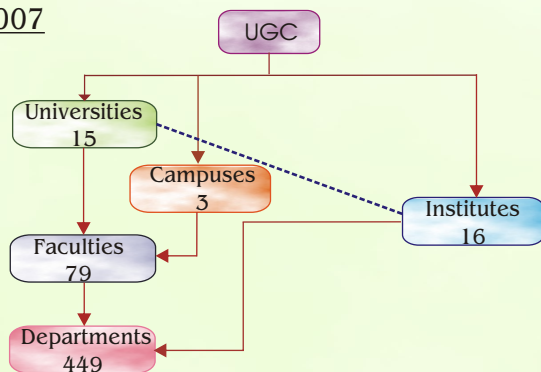 007
UGC
Universities
15
Campuses
3
Institutes
16
Faculties
79
Departments
449